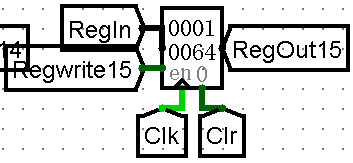 RegIn
0001
14
0064
RegOut15
Regwrite15
en 0
Clk
Clr